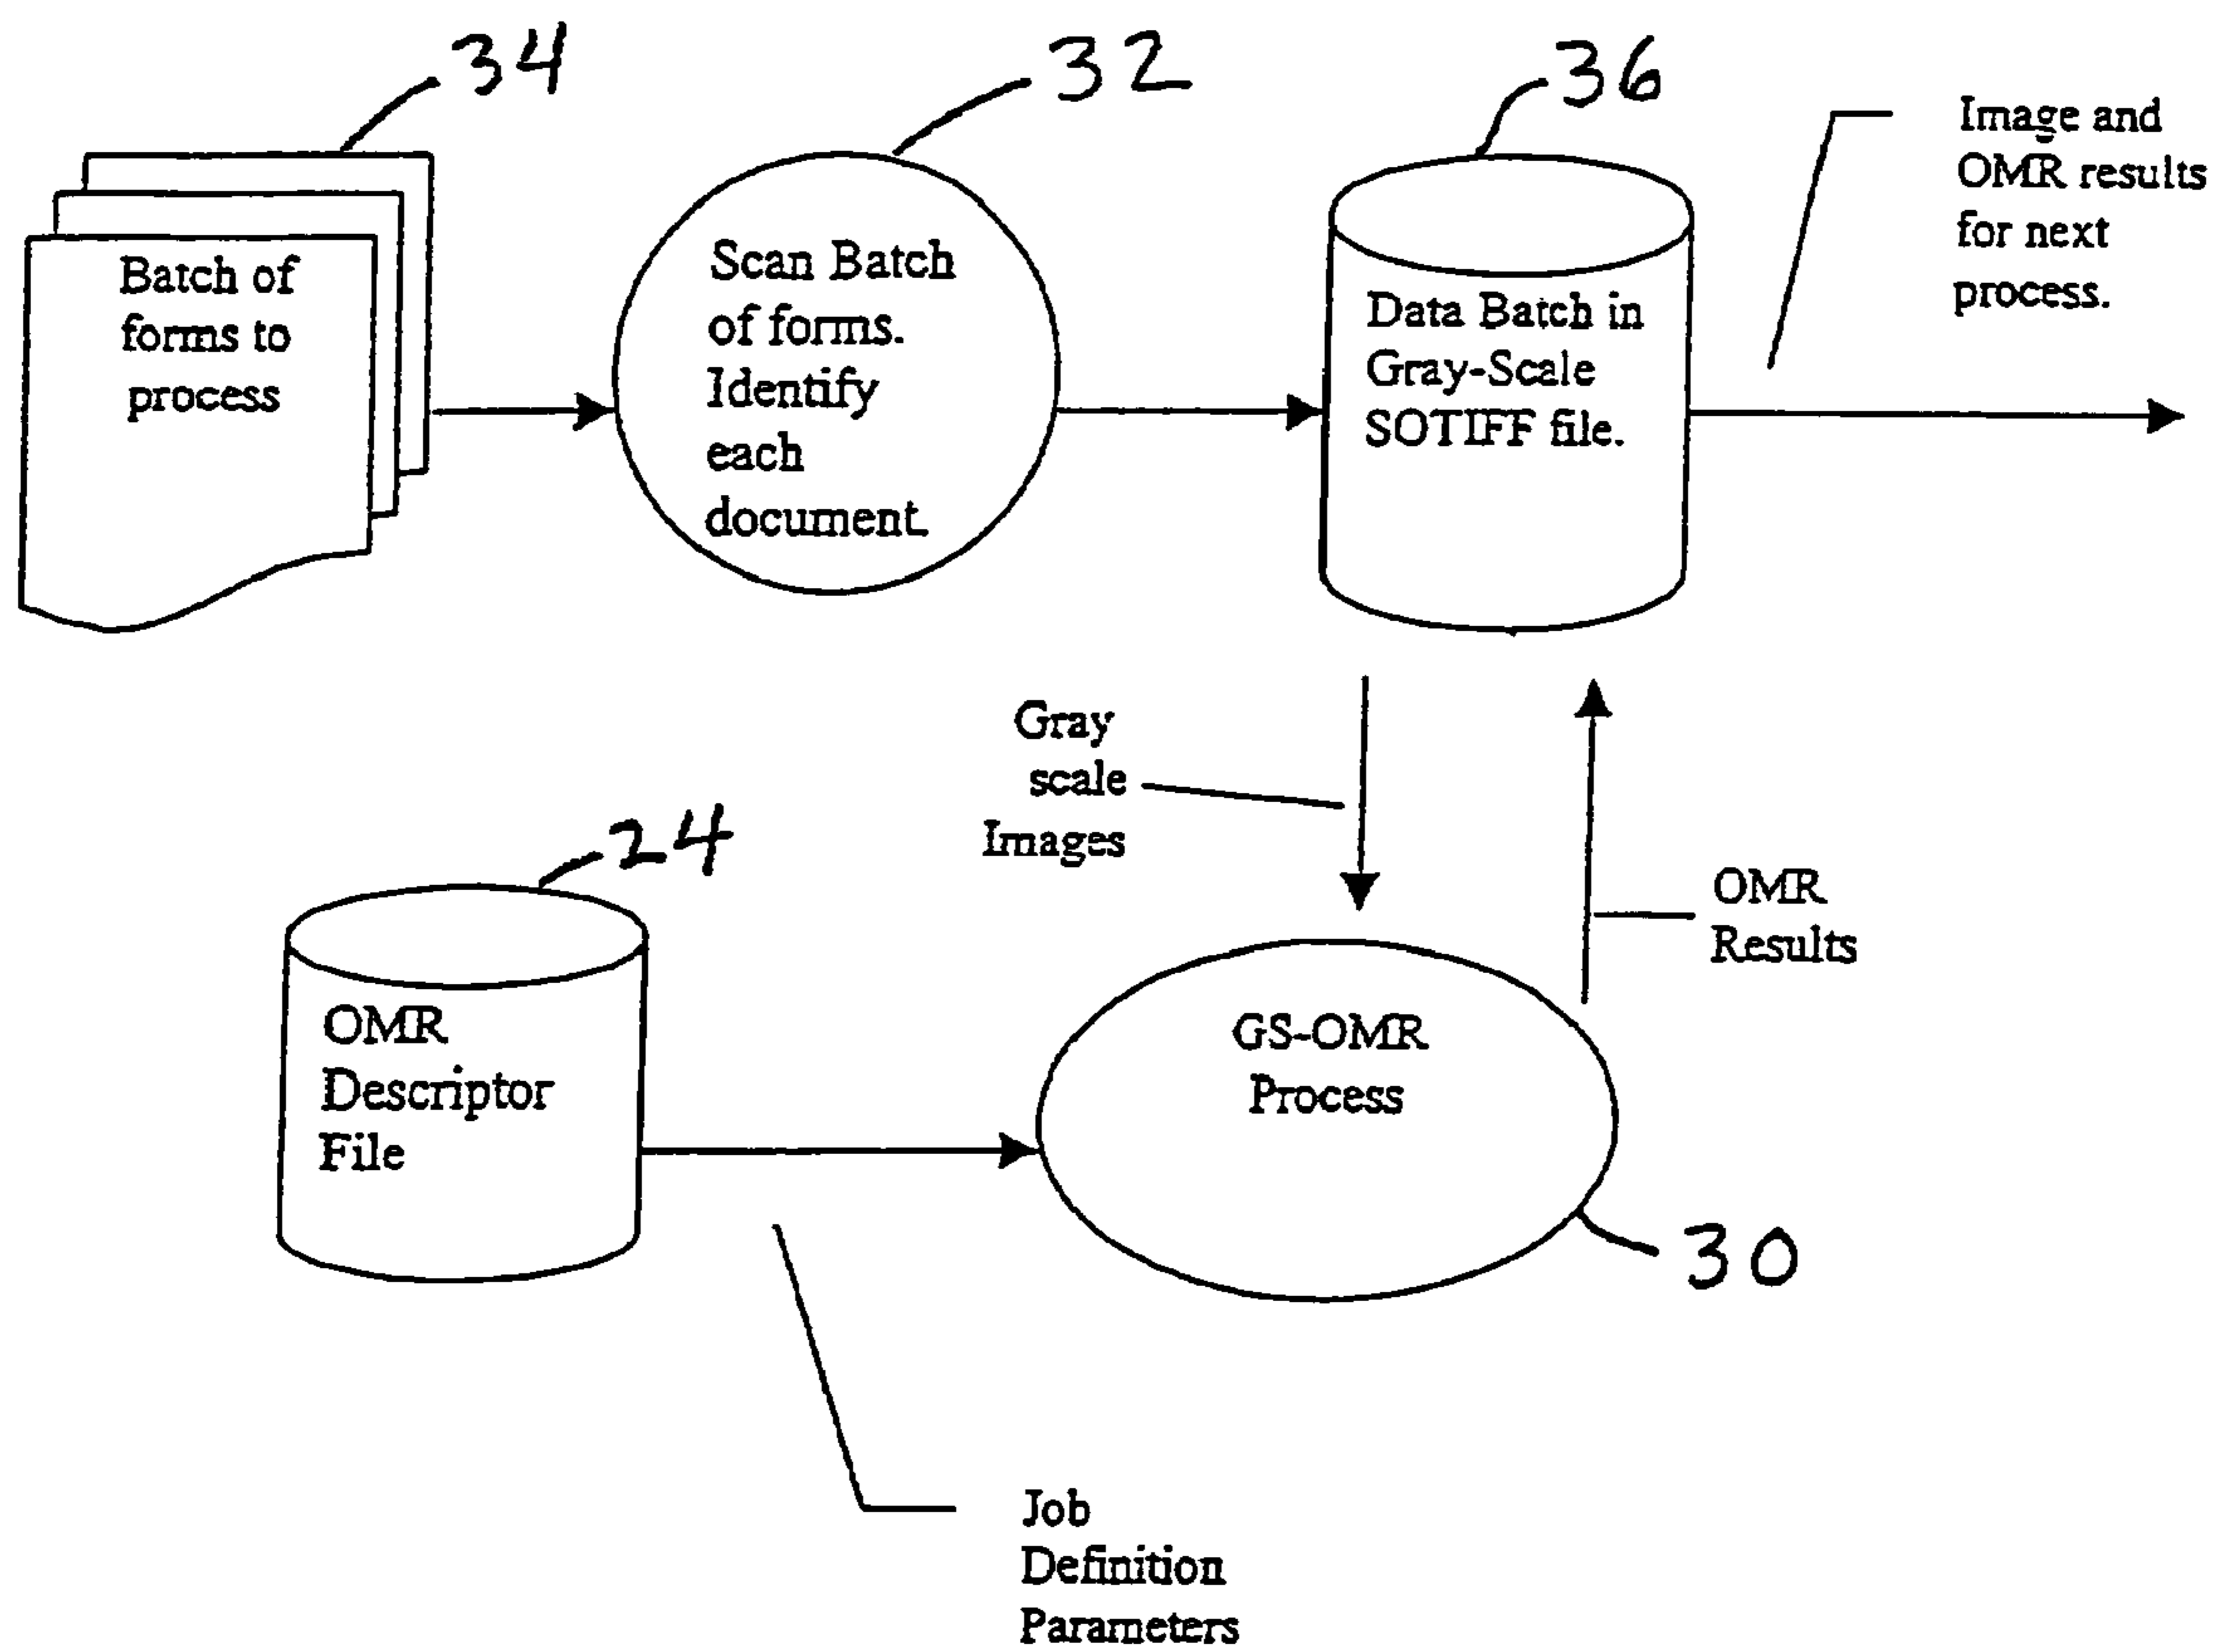 34
32
36
Image and
OMR results
for next
process.
Batch of
forms to
process
Scan Batch
of forms.
Identify
each
document.
Data Batch in
Gray-Scale
SOTIFF file.
Gray
scale
Images
24
OMR
Results
OMR
Descriptor
File
GS-OMR
Process
30
Job
Definition
Parameters